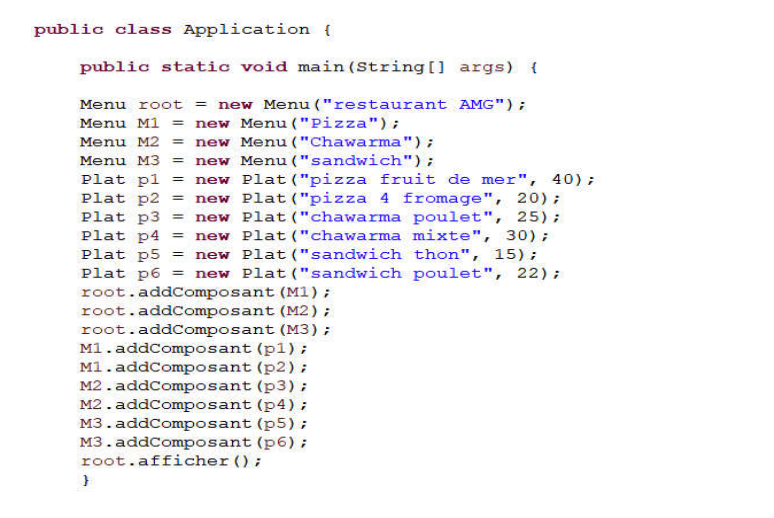 public class Application {
public static void main(String[] args) {
Menu root = new Menu("restaurant AMG");
Menu M1 = new Menu("Pizza");
Menu M2 = new Menu("Chawarma");
Menu M3 = new Menu("sandwich");
Plat p1 = new Plat("pizza fruit de mer", 40);
Plat p2 = new Plat("pizza 4 fromage", 20);
Plat p3 = new Plat("chawarma poulet", 25);
Plat p4 = new Plat("chawarma mixte", 30);
Plat p5 = new Plat("sandwich thon", 15);
Plat p6 = new Plat("sandwich poulet", 22);
root.addComposant(M1);
root.addComposant(M2);
root.addComposant(M3);
M1.addComposant(p1);
M1.addComposant(p2);
M2.addComposant(p3);
M2.addComposant(p4);
M3.addComposant(p5);
M3.addComposant(p6);
root.afficher();
}